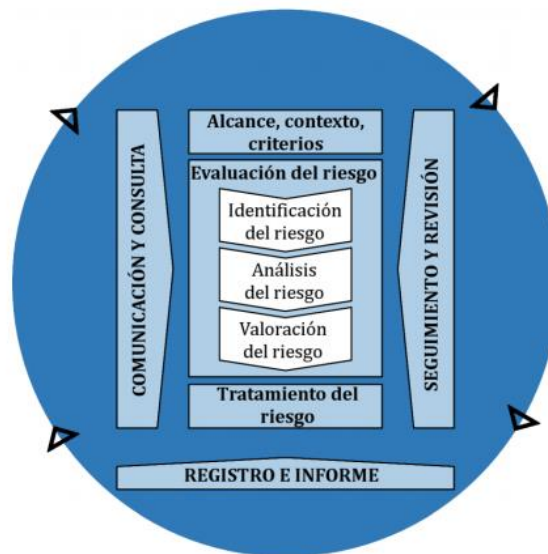 COMUNICACIÓN Y CONSULTA
Alcance, contexto,
criterios
Evaluación del riesgo
Identificación
del riesgo
Análisis
del riesgo
Valoración
del riesgo
Tratamiento del
riesgo
SEGUIMIENTO Y REVISIÓN
REGISTRO E INFORME